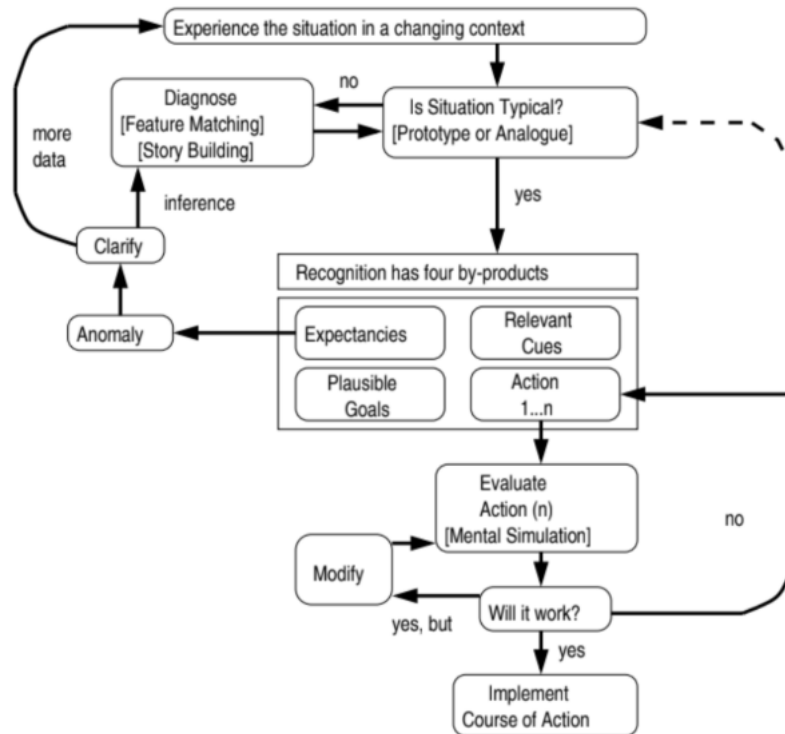 Experience the situation in a changing context
no
Diagnose
[Feature Matching]
[Story Building]
Is Situation Typical?
[Prototype or Analogue]
more
data
inference
yes
Clarify
Recognition has four by-products
Anomaly
Expectancies
Relevant
Cues
Plausible
Goals
Action
1...n
Evaluate
Action (n)
[Mental Simulation]
no
Modify
yes, but
Will it work?
yes
Implement
Course of Action